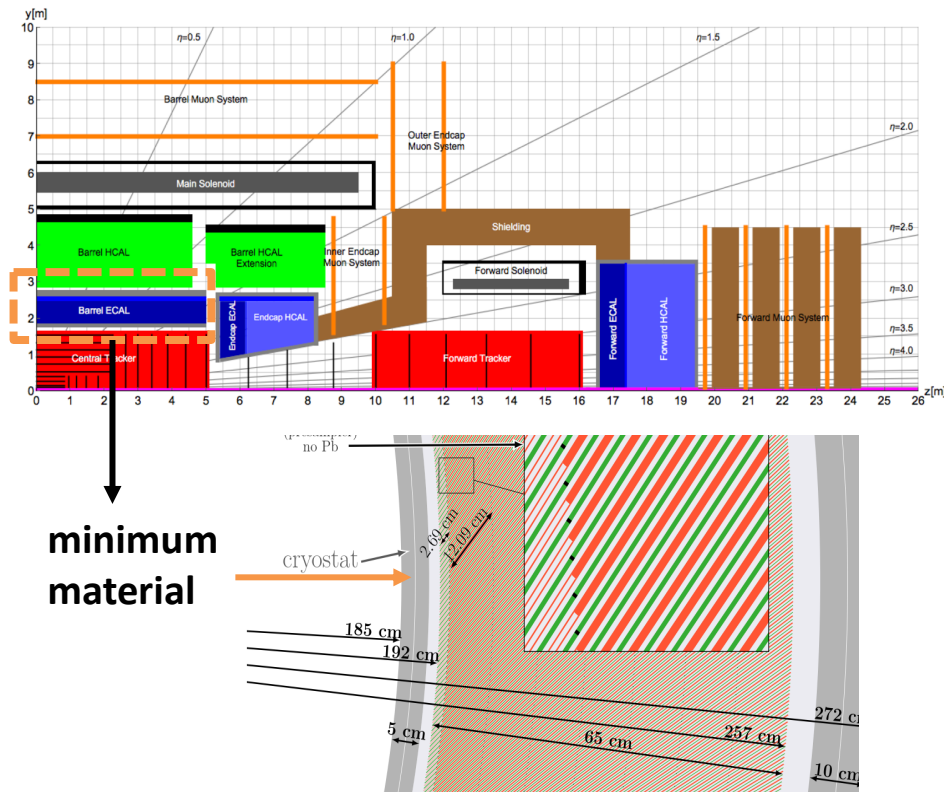 y[m]
10
9
8
7
6
5
4
3
2
1
0
η=0.5
η=1.0
η=1.5
η=2.0
η=2.5
η=3.0
η=3.5
η=4.0
Barrel Muon System
Outer Endcap
Muon System
Main Solenoid
Shielding
Barrel HCAL
Barrel HCAL
Extension
Inner Endcap
Muon System
Forward Solenoid
Barrel ECAL
Endcap ECAL
Endcap HCAL
Forward ECAL
Forward HCAL
Forward Muon System
Central Tracker
Forward Tracker
0 1 2 3 4 5 6 7 8 9 10 11 12 13 14 15 16 17 18 19 20 21 22 23 24 25 26 z[m]
no Pb
minimum
material
cryostat
2.69 cm
12.09 cm
185 cm
192 cm
272 cm
257 cm
5 cm
65 cm
10 cm